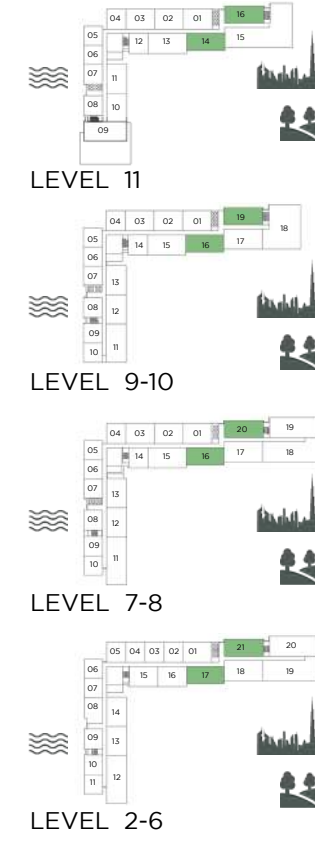 04 03 02 01 16
05 12 13 14 15
06
07 11
08 10
09
LEVEL 11
04 03 02 01 19
05 14 15 16 17 18
06
07 13
08 12
09
10 11
LEVEL 9-10
04 03 02 01 20 19
05 14 15 16 17 18
06
07 13
08 12
09
10 11
LEVEL 7-8
05 04 03 02 01 21 20
06 15 16 17 18 19
07
08 14
09 13
10
11 12
LEVEL 2-6